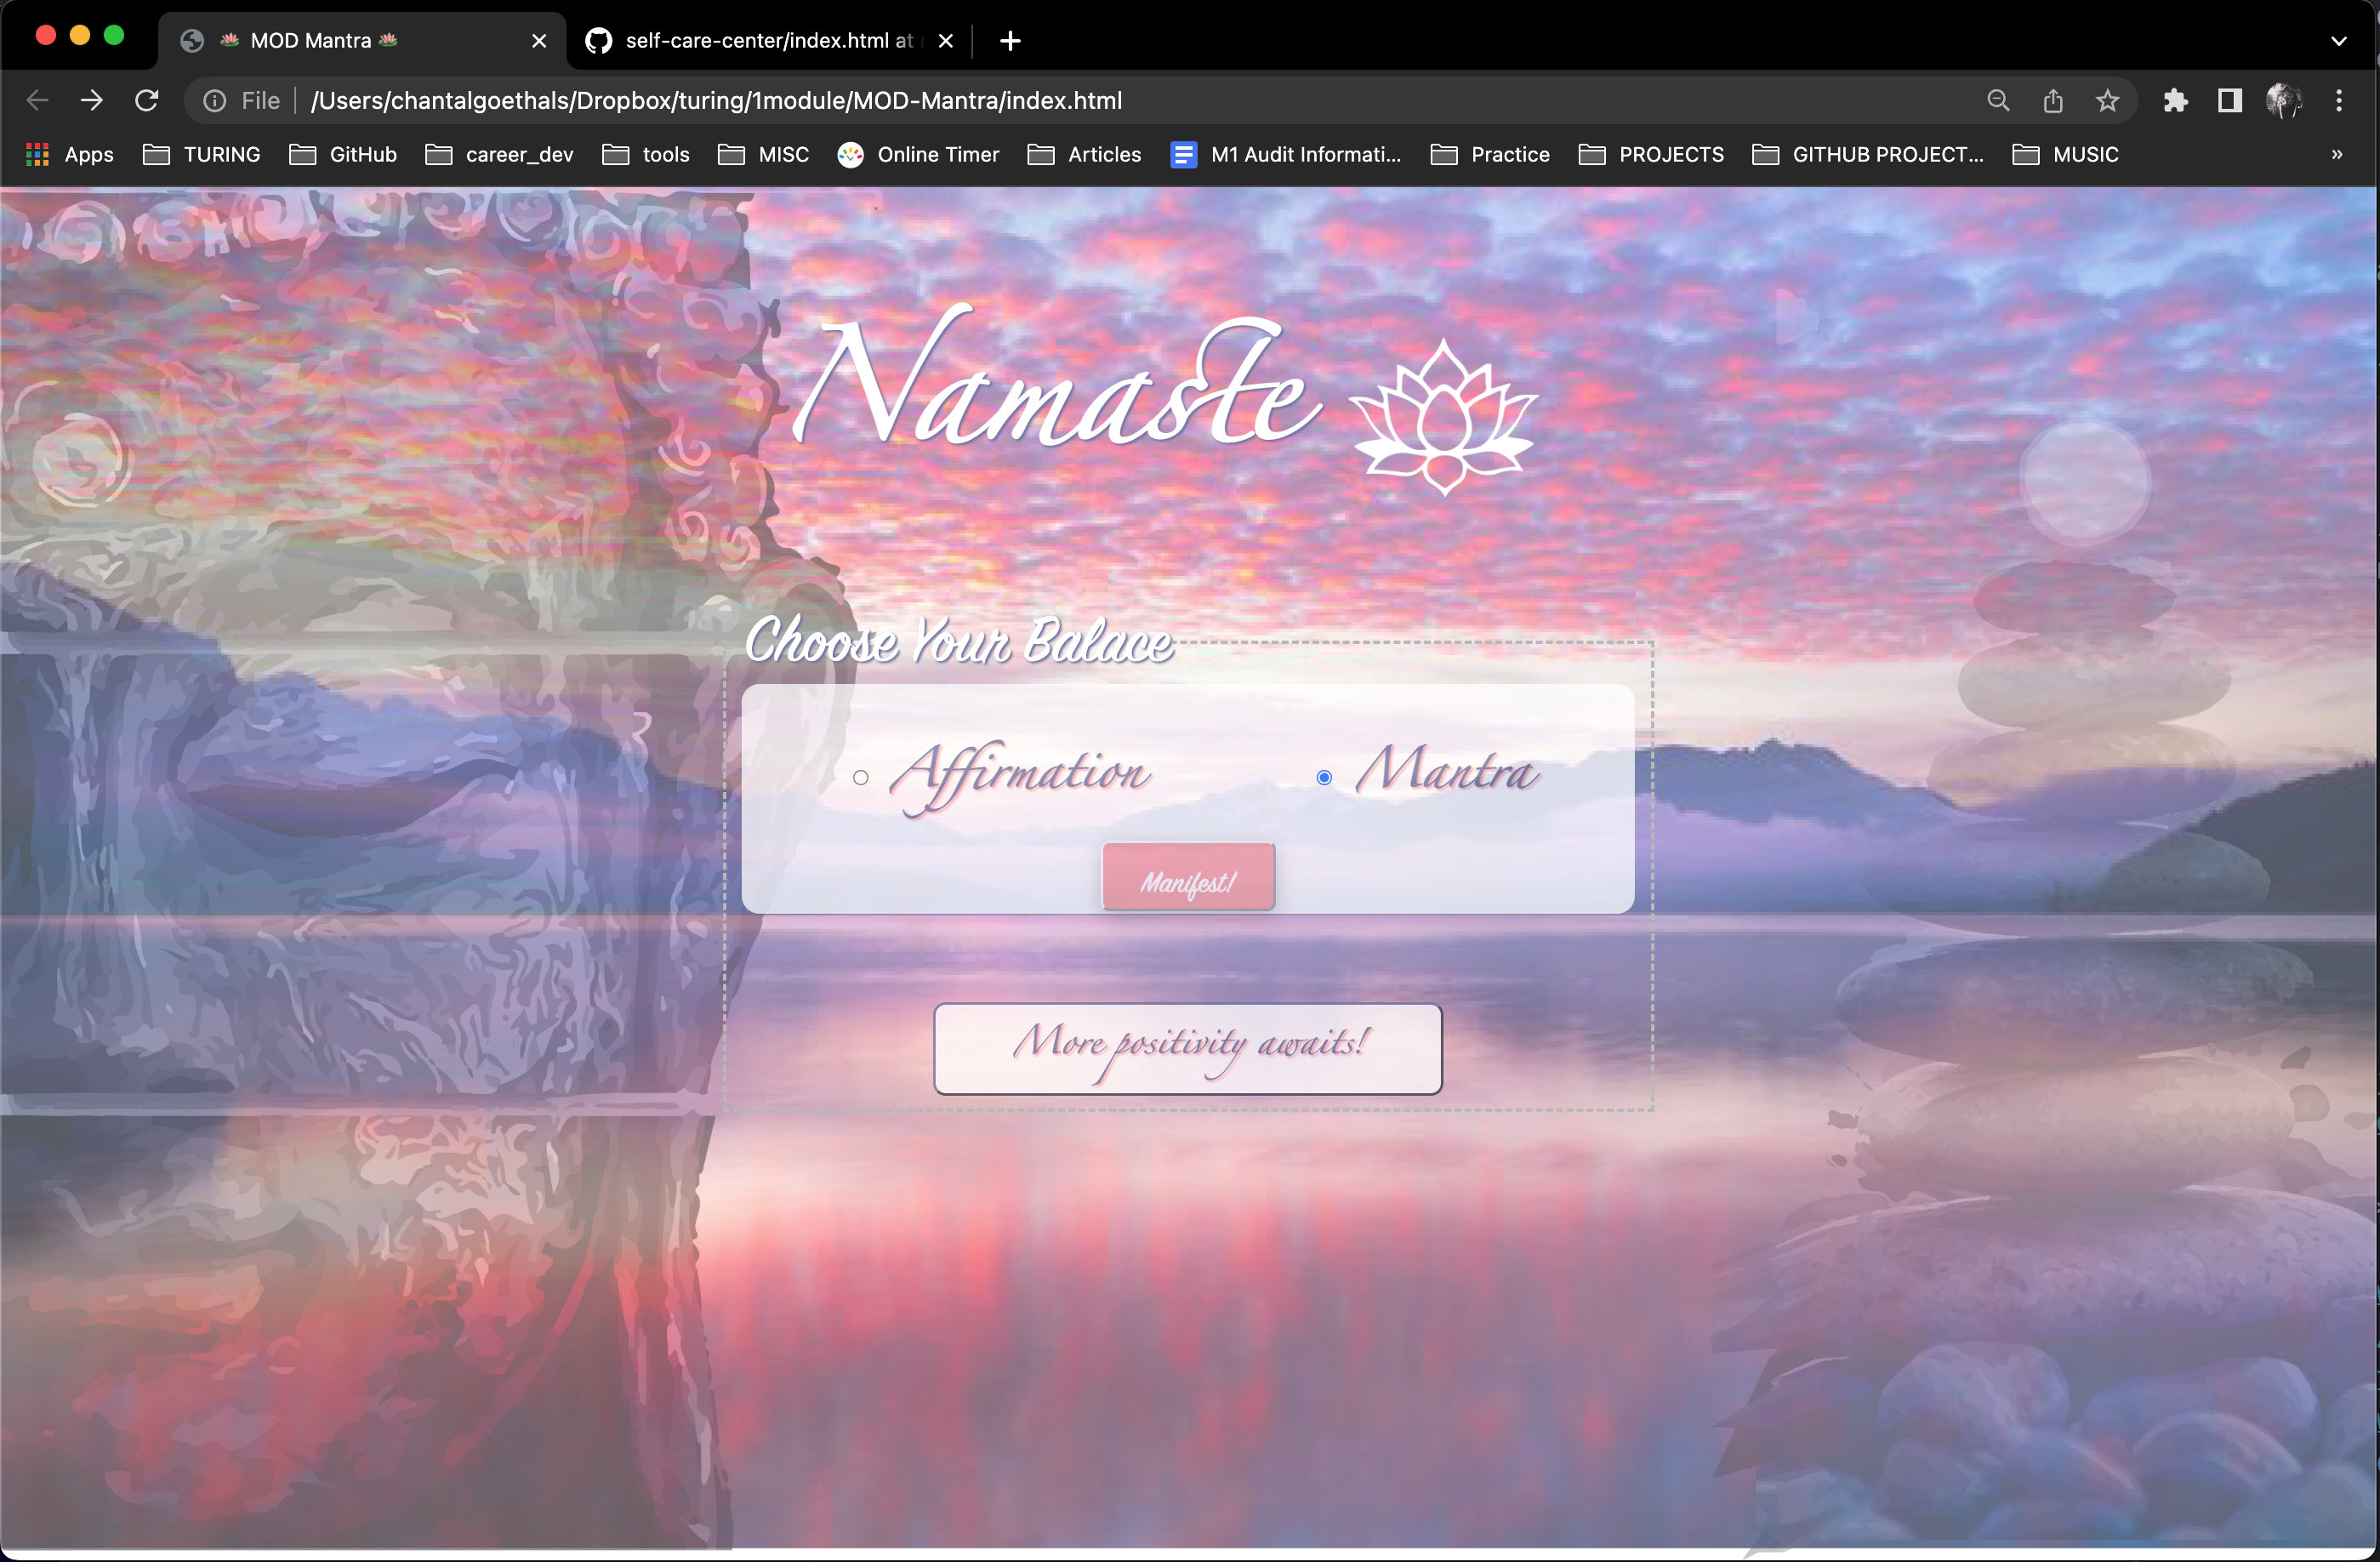 MOD Mantra
self-care-center/index.html at
File /Users/chantalgoethals/Dropbox/turing/1module/MOD-Mantra/index.html
Apps TURING GitHub career_dev tools MISC Online Timer Articles M1 Audit Informati... Practice PROJECTS GITHUB PROJECT... MUSIC »
Namaste
Choose Your Balace
Affirmation Mantra
Manifest!
More positivity awaits!